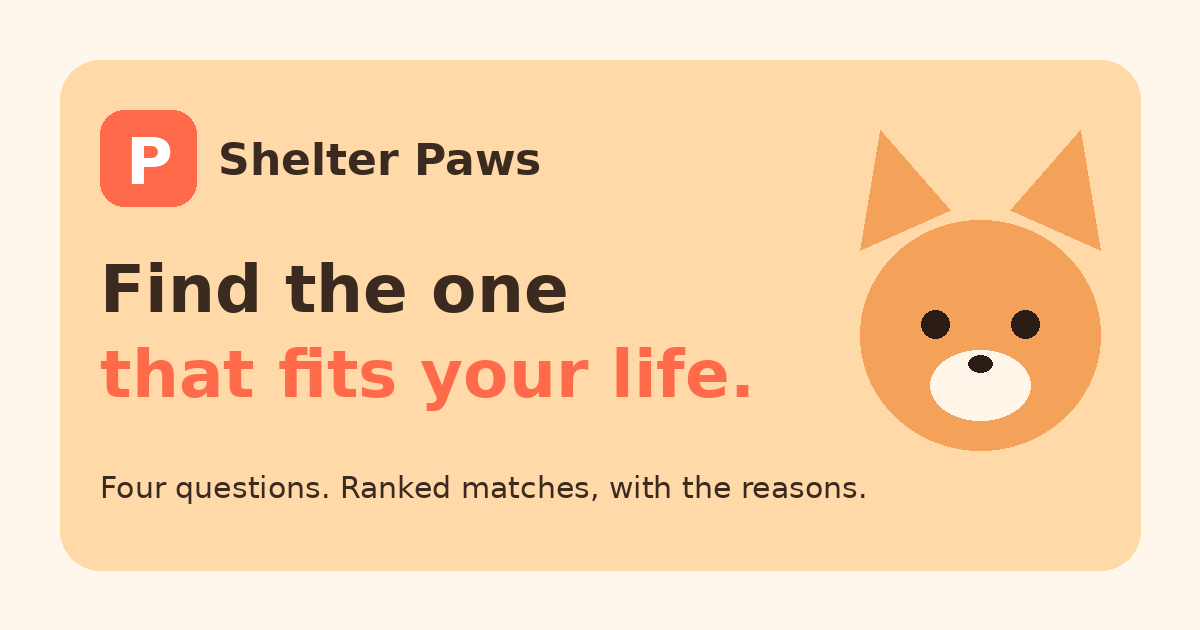 P
Shelter Paws
Find the one
that fits your life.
Four questions. Ranked matches, with the reasons.